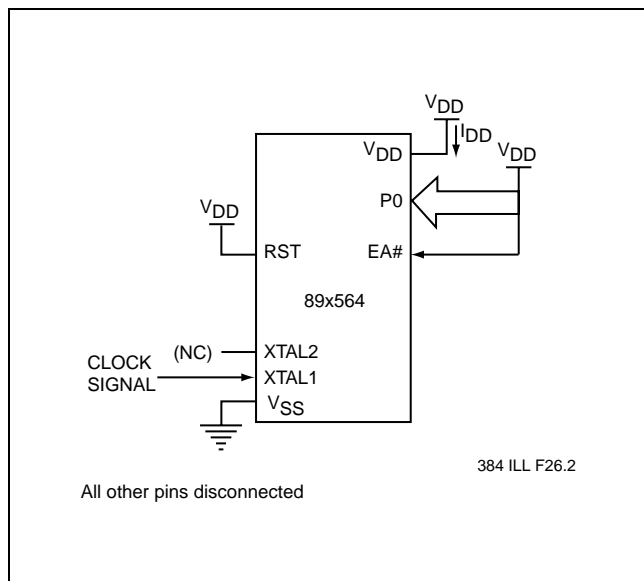 VDD
IDD
VDD
VDD
P0
VDD
RST
EA#
89x564
(NC)
XTAL2
CLOCK
SIGNAL
XTAL1
VSS
384 ILL F26.2
All other pins disconnected